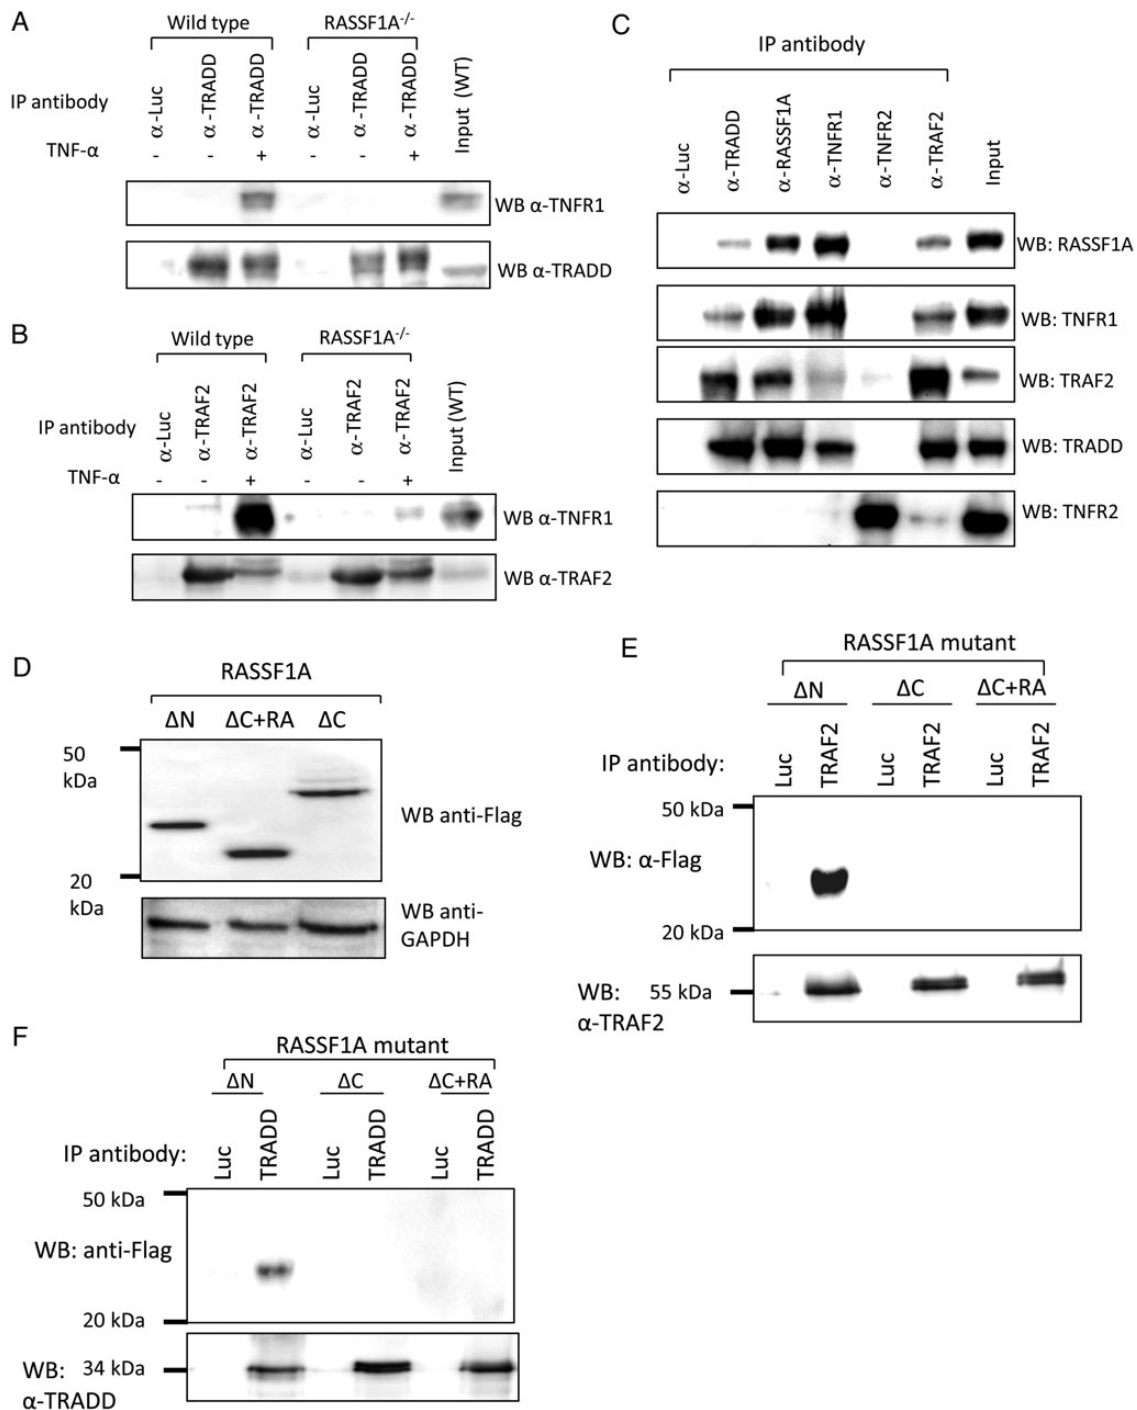 A
Wild type
RASSF1A-/-
IP antibody
α-Luc
α-TRADD
α-TRADD
α-Luc
α-TRADD
α-TRADD
Input (WT)
TNF-α
- - + - - +
WB α-TNFR1
WB α-TRADD
B
Wild type
RASSF1A-/-
IP antibody
α-Luc
α-TRAF2
α-TRAF2
α-Luc
α-TRAF2
α-TRAF2
Input (WT)
TNF-α
- - + - - +
WB α-TNFR1
WB α-TRAF2
C
IP antibody
α-Luc
α-TRADD
α-RASSF1A
α-TNFR1
α-TNFR2
α-TRAF2
Input
WB: RASSF1A
WB: TNFR1
WB: TRAF2
WB: TRADD
WB: TNFR2
D
RASSF1A
ΔN ΔC+RA ΔC
50
kDa
WB anti-Flag
20
kDa
WB anti-
GAPDH
E
RASSF1A mutant
ΔN ΔC ΔC+RA
IP antibody:
Luc
TRAF2
Luc
TRAF2
Luc
TRAF2
50 kDa
WB: α-Flag
20 kDa
WB:
α-TRAF2
55 kDa
F
RASSF1A mutant
ΔN ΔC ΔC+RA
IP antibody:
Luc
TRADD
Luc
TRADD
Luc
TRADD
50 kDa
WB: anti-Flag
20 kDa
WB:
α-TRADD
34 kDa